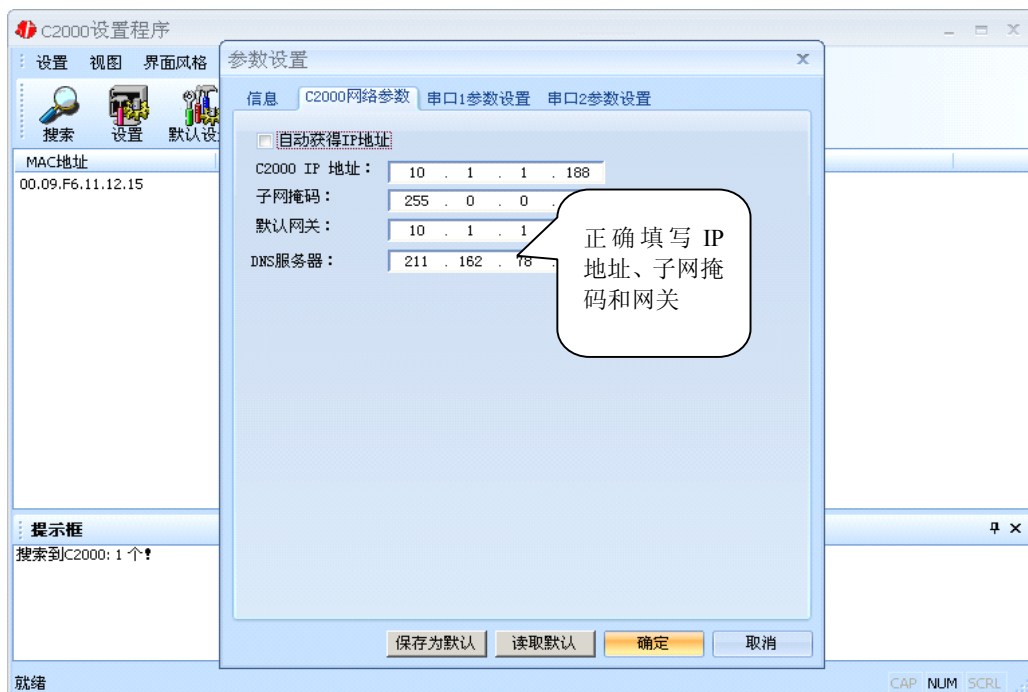 C2000设置程序
设置 视图 界面风格
参数设置
搜索 设置 默认设
信息 C2000网络参数 串口1参数设置 串口2参数设置
自动获得IP地址
C2000 IP 地址： 10 . 1 . 1 . 188
子网掩码： 255 . 0 . 0 .
默认网关： 10 . 1 . 1
DNS服务器： 211 . 162 . 78 .
正确填写 IP
地址、子网掩
码和网关
MAC地址
00.09.F6.11.12.15
提示框
搜索到C2000: 1 个!
保存为默认 读取默认 确定 取消
就绪 CAP NUM SCRL